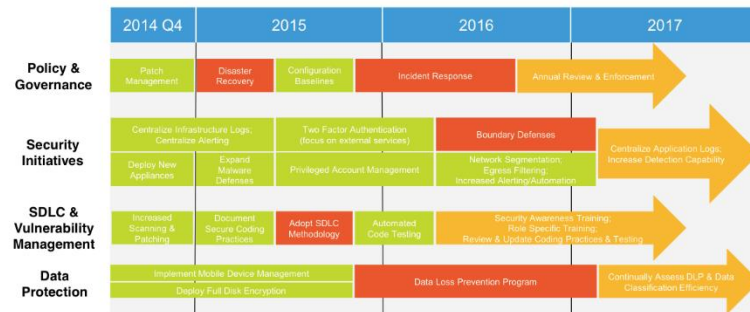 2014 Q4
2015
2016
2017
Policy &
Governance
Patch
Management
Disaster
Recovery
Configuration
Baselines
Incident Response
Annual Review & Enforcement
Security
Initiatives
Centralize Infrastructure Logs;
Centralize Alerting
Two Factor Authentication
(focus on external services)
Boundary Defenses
Centralize Application Logs;
Increase Detection Capability
Deploy New
Appliances
Expand
Malware
Defenses
Privileged Account Management
Network Segmentation;
Egress Filtering;
Increased Alerting/Automation
SDLC &
Vulnerability
Management
Increased
Scanning &
Patching
Document
Secure Coding
Practices
Adopt SDLC
Methodology
Automated
Code Testing
Security Awareness Training;
Role Specific Training;
Review & Update Coding Practices & Testing
Data
Protection
Implement Mobile Device Management
Deploy Full Disk Encryption
Data Loss Prevention Program
Continually Assess DLP & Data
Classification Efficiency